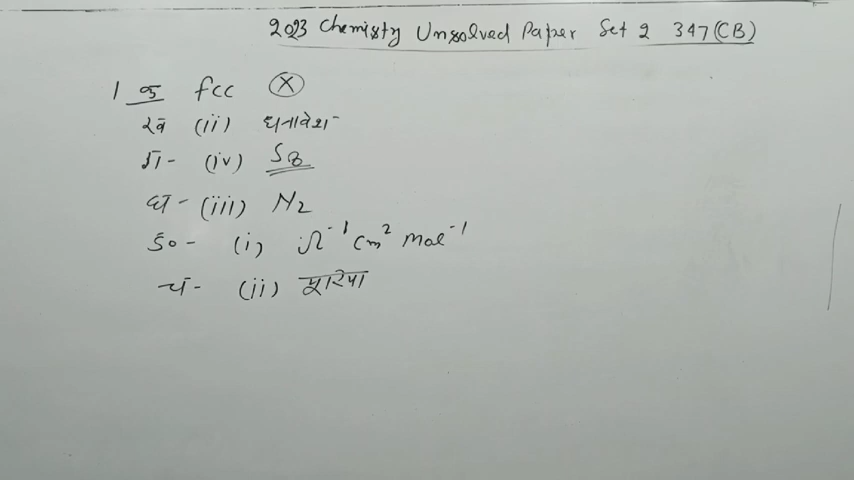 2023 Chemistry Unsolved Paper Set 2 347(CB)
1 क fcc X
ख (ii) धनावेश
ग- (iv) S8
घ- (iii) N2
ङ- (i) Ω⁻¹ Cm² Mol⁻¹
च- (ii) यूरिया